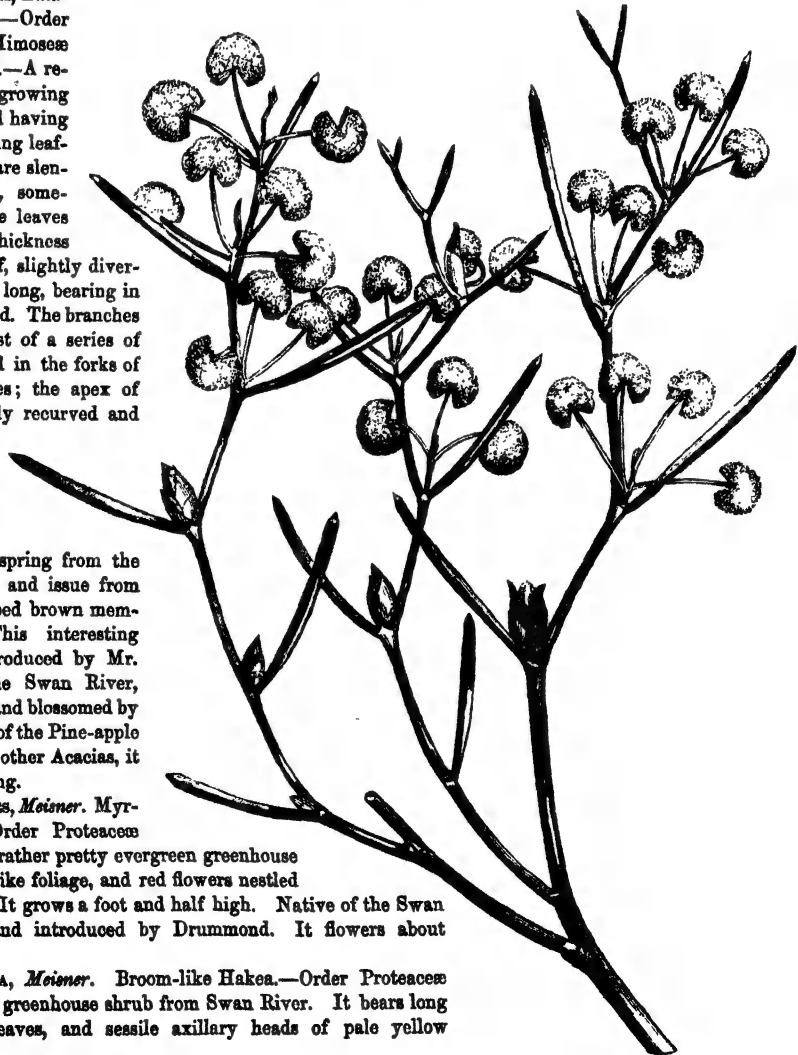 —Order
Mimoseæ
.—A re-
growing
having
ng leaf-
are slen-
, some-
e leaves
hickness
f, slightly diver-
long, bearing in
d. The branches
st of a series of
in the forks of
es; the apex of
ly recurved and
spring from the
and issue from
ped brown mem-
This interesting
roduced by Mr.
e Swan River,
and blossomed by
of the Pine-apple
other Acacias, it
ng.
es, Meisner. Myr-
Order Proteaceæ
rather pretty evergreen greenhouse
ike foliage, and red flowers nestled
It grows a foot and half high. Native of the Swan
nd introduced by Drummond. It flowers about
A, Meisner. Broom-like Hakea.—Order Proteaceæ
greenhouse shrub from Swan River. It bears long
eaves, and sessile axillary heads of pale yellow